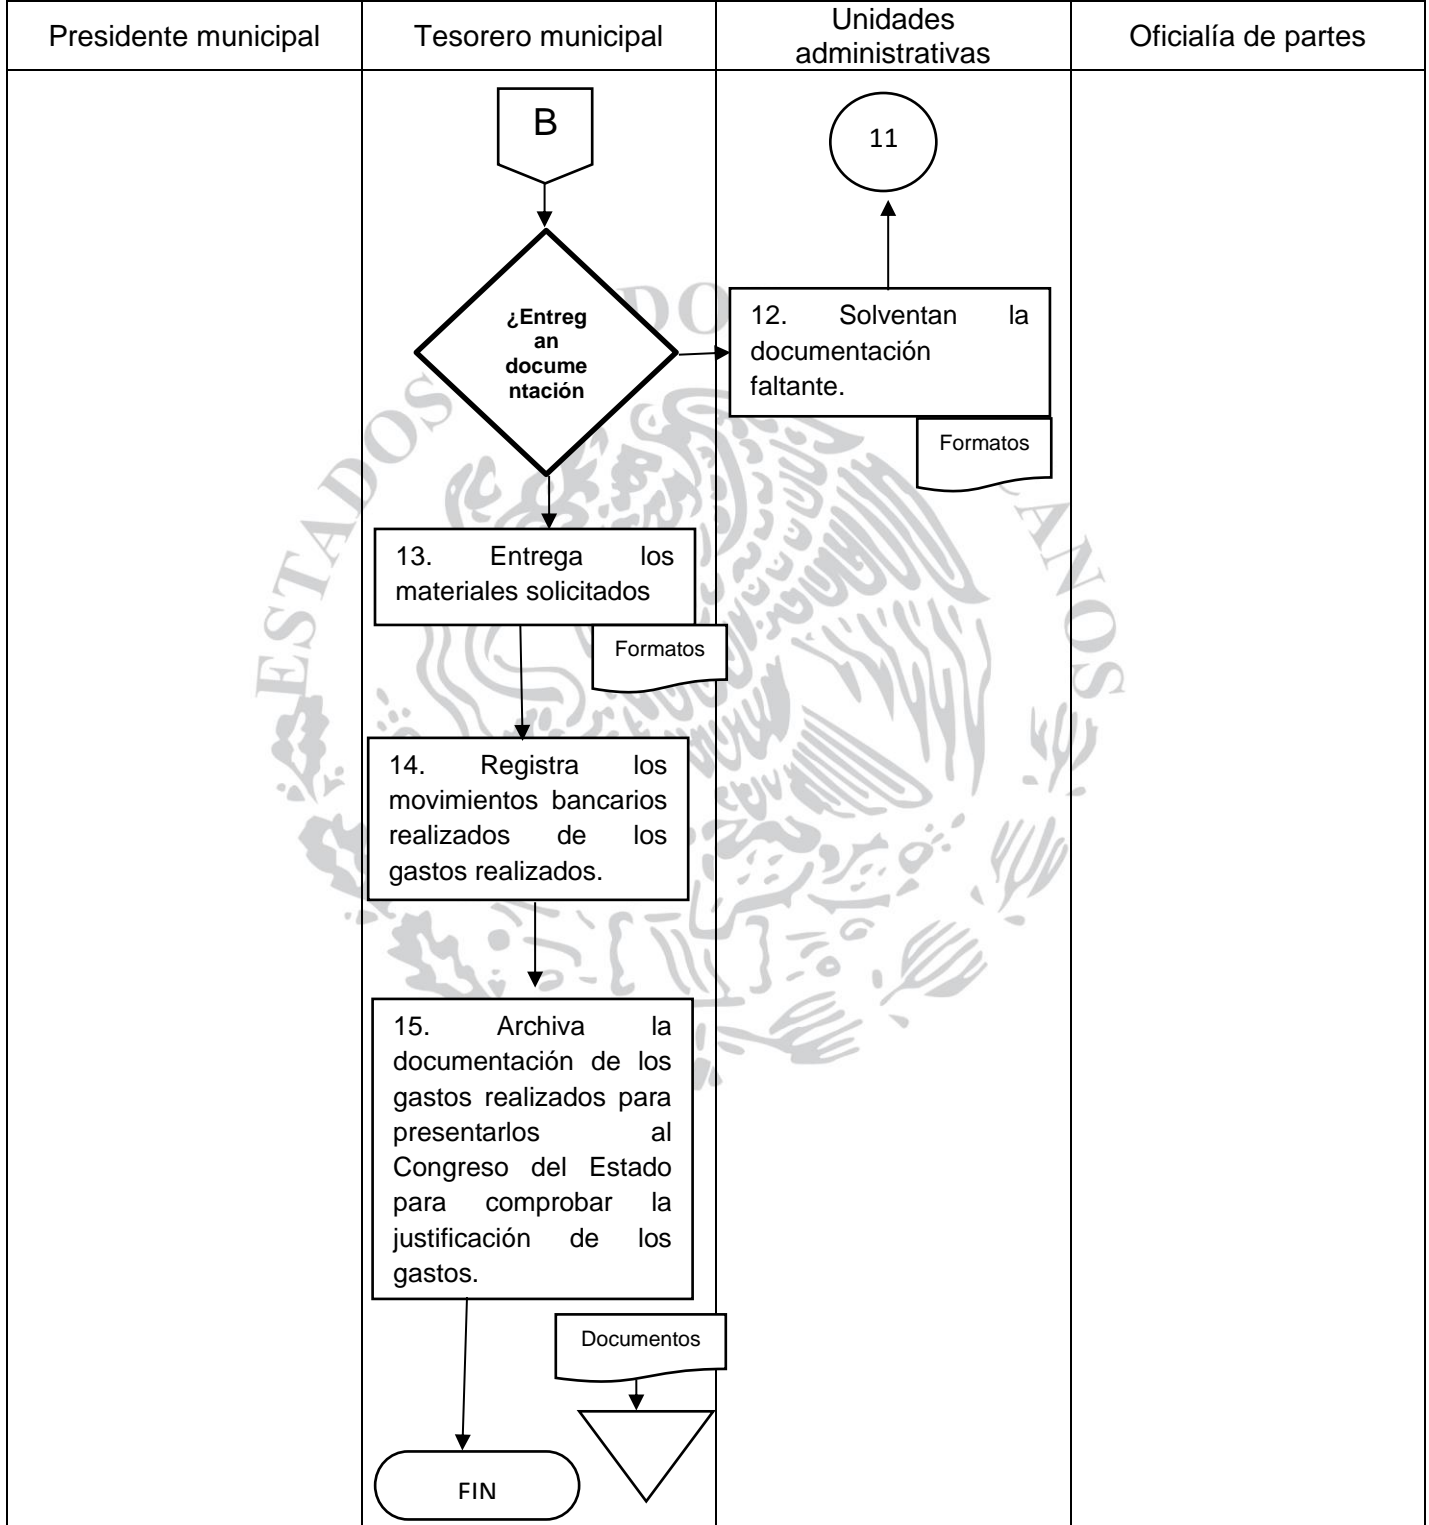 Presidente municipal
Tesorero municipal
Unidades
administrativas
Oficialía de partes
B
11
¿Entreg
an
docume
ntación
12. Solventan la
documentación
faltante.
Formatos
13. Entrega los
materiales solicitados
Formatos
14. Registra los
movimientos bancarios
realizados de los
gastos realizados.
15. Archiva la
documentación de los
gastos realizados para
presentarlos al
Congreso del Estado
para comprobar la
justificación de los
gastos.
Documentos
FIN
ESTADOS